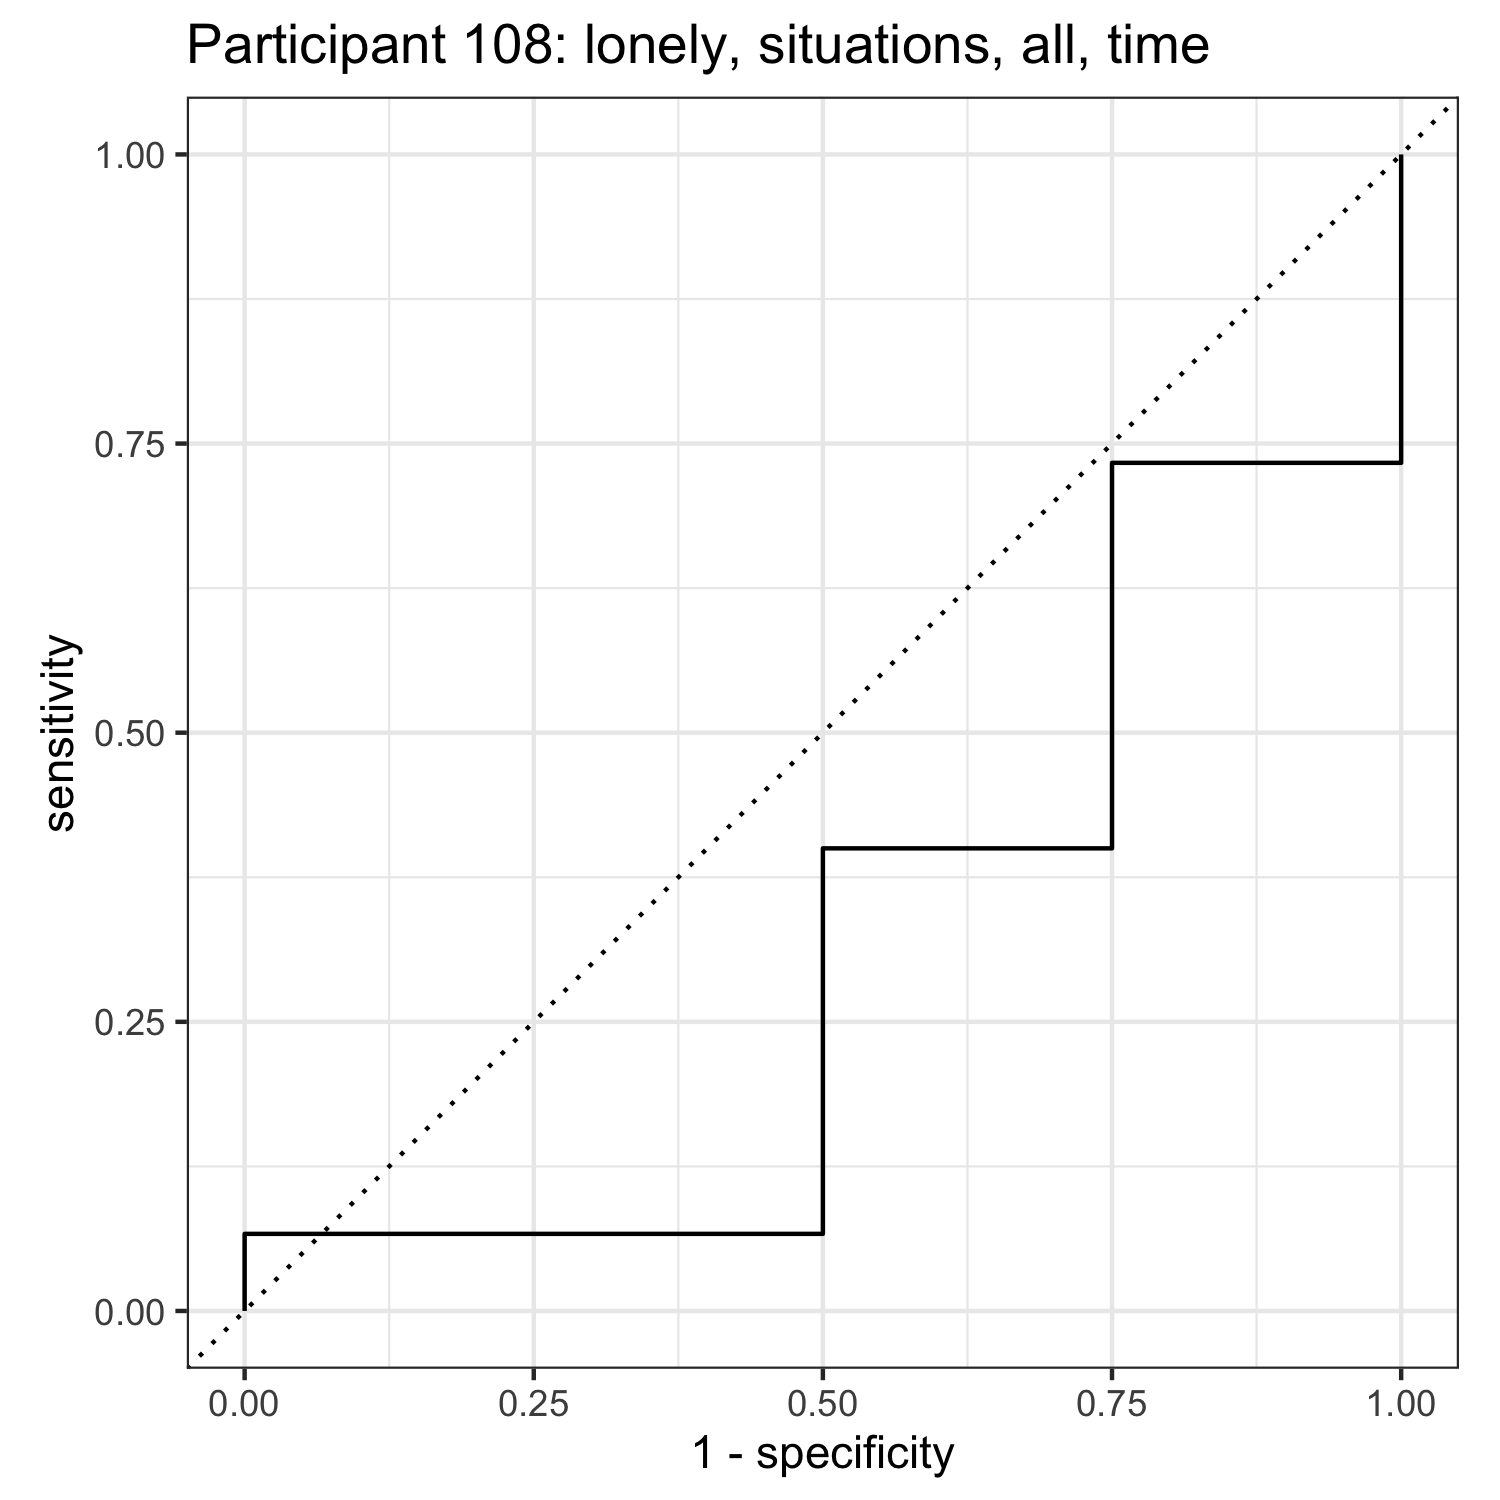 Participant 108: lonely, situations, all, time
1.00
0.75
0.50
0.25
0.00
sensitivity
0.00 0.25 0.50 0.75 1.00
1 - specificity